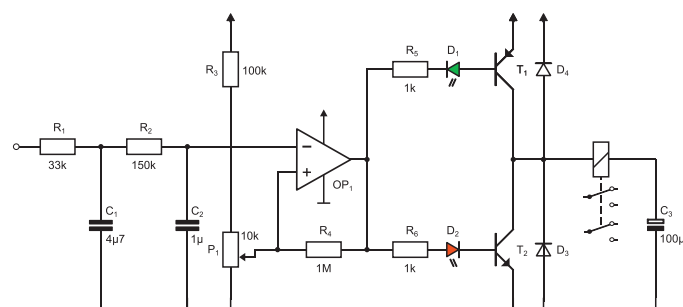 R5
D1
1k
T1
D4
R3
100k
R1
33k
R2
150k
−
+
OP1
C1
4µ7
C2
1µ
P1
10k
R4
1M
R6
1k
D2
T2
D3
C3
100µ